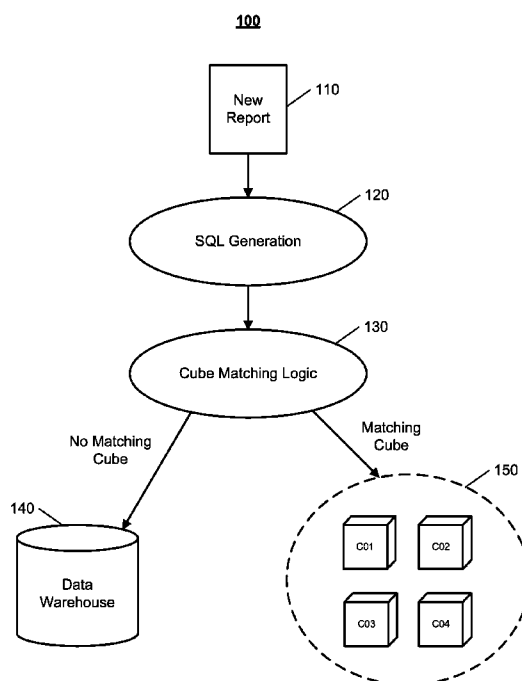 100
New
Report
110
120
SQL Generation
130
Cube Matching Logic
No Matching
Cube
Matching
Cube
140
150
Data
Warehouse
C01
C02
C03
C04